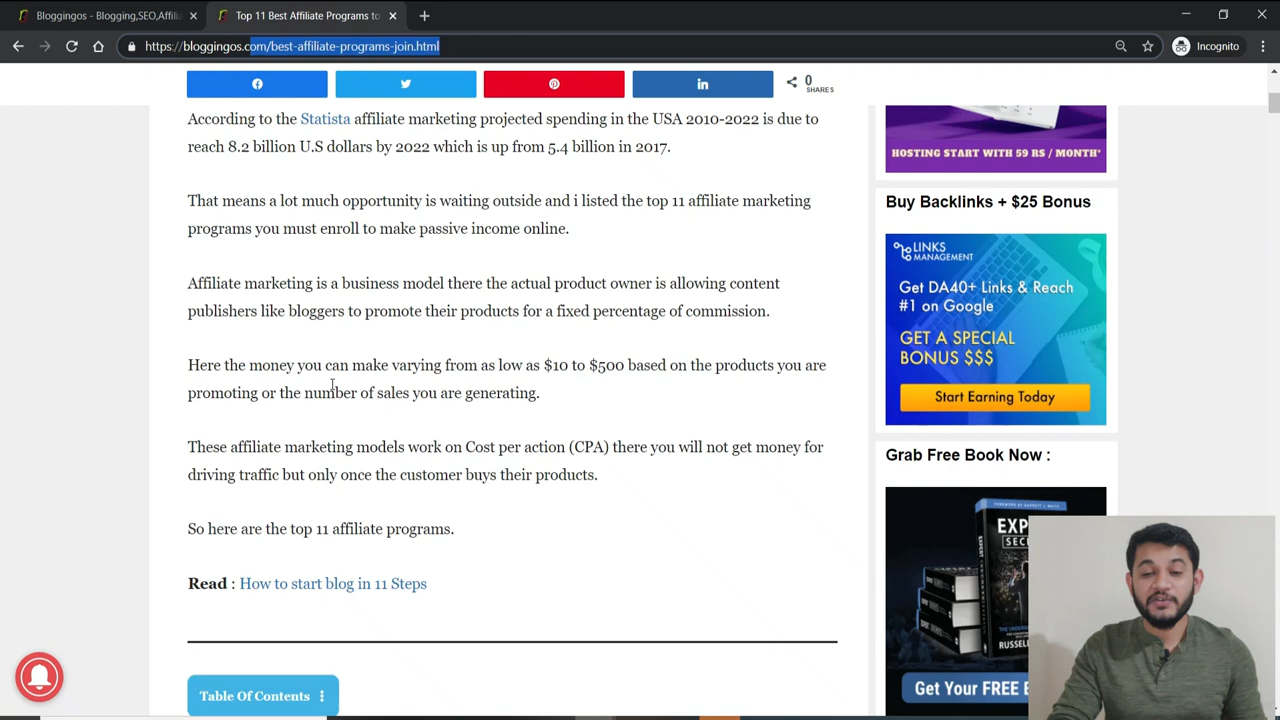 Bloggingos - Blogging,SEO,Affilia
Top 11 Best Affiliate Programs to
https://bloggingos.com/best-affiliate-programs-join.html
Incognito
0
SHARES
According to the Statista affiliate marketing projected spending in the USA 2010-2022 is due to
reach 8.2 billion U.S dollars by 2022 which is up from 5.4 billion in 2017.
That means a lot much opportunity is waiting outside and i listed the top 11 affiliate marketing
programs you must enroll to make passive income online.
Affiliate marketing is a business model there the actual product owner is allowing content
publishers like bloggers to promote their products for a fixed percentage of commission.
Here the money you can make varying from as low as $10 to $500 based on the products you are
promoting or the number of sales you are generating.
These affiliate marketing models work on Cost per action (CPA) there you will not get money for
driving traffic but only once the customer buys their products.
So here are the top 11 affiliate programs.
Read : How to start blog in 11 Steps
Table Of Contents
HOSTING START WITH 59 RS / MONTH*
Buy Backlinks + $25 Bonus
LINKS
MANAGEMENT
Get DA40+ Links & Reach
#1 on Google
GET A SPECIAL
BONUS $$$
Start Earning Today
Grab Free Book Now :
EXP
SEC
RUSSEL
Get Your FREE